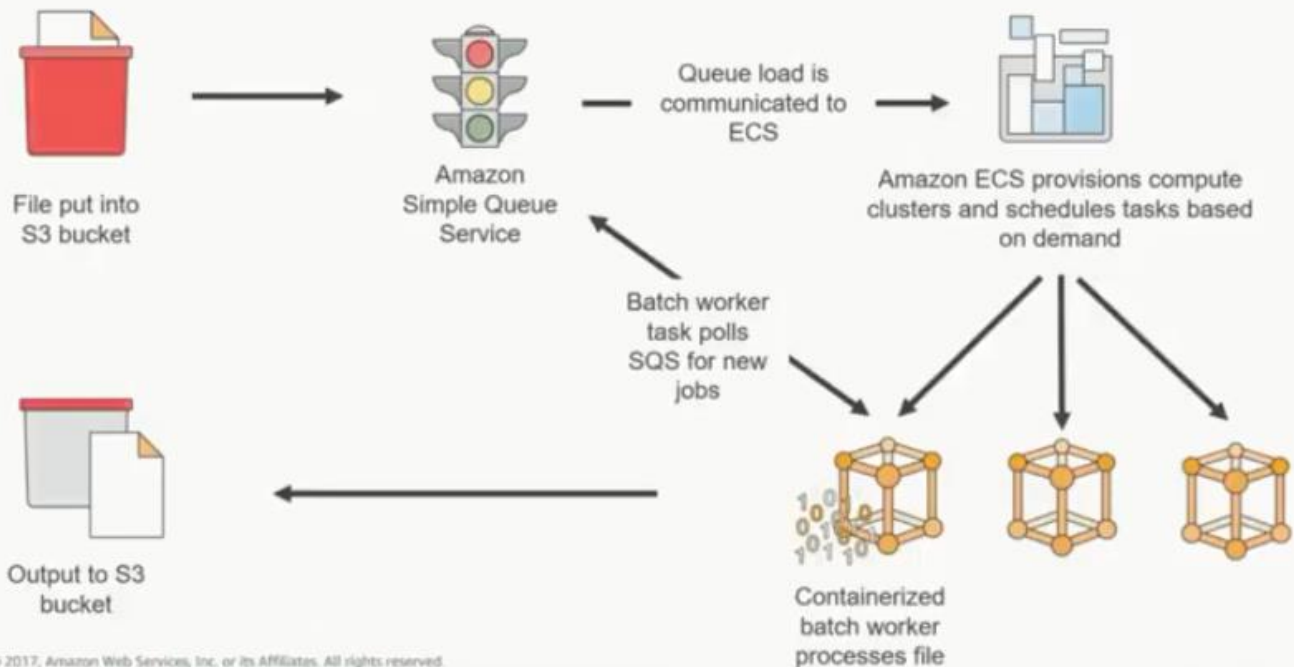 File put into
S3 bucket
Amazon
Simple Queue
Service
Queue load is
communicated to
ECS
Amazon ECS provisions compute
clusters and schedules tasks based
on demand
Batch worker
task polls
SQS for new
jobs
Output to S3
bucket
Containerized
batch worker
processes file
2017, Amazon Web Services, Inc. or its Affiliates. All rights reserved.